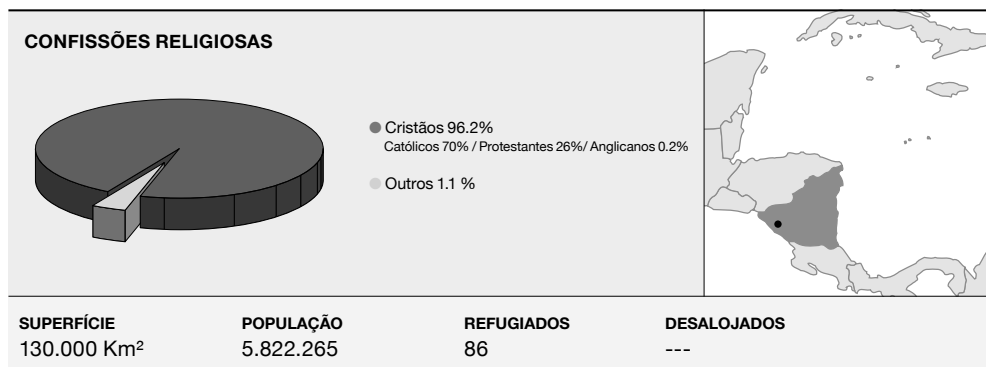 CONFISSÕES RELIGIOSAS
Cristãos 96.2%
Católicos 70% / Protestantes 26%/ Anglicanos 0.2%
Outros 1.1 %
SUPERFÍCIE
130.000 Km²
POPULAÇÃO
5.822.265
REFUGIADOS
86
DESALOJADOS
---